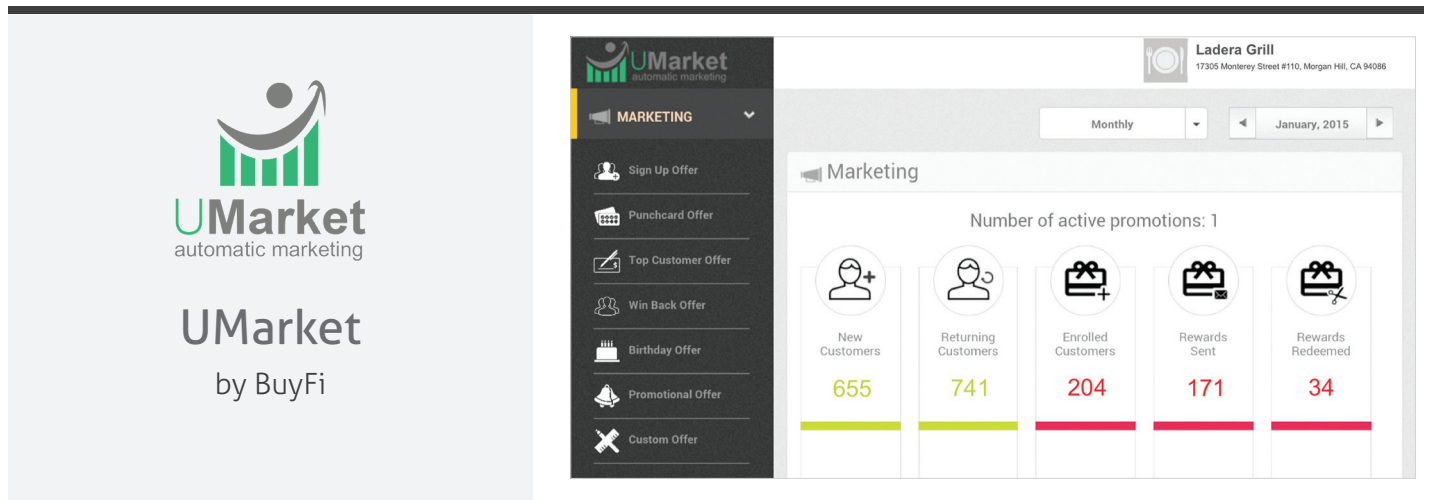 UMarket
automatic marketing
UMarket
by BuyFi
UMarket
automatic marketing
Ladera Grill
17305 Monterey Street #110, Morgan Hill, CA 94086
MARKETING
Monthly
January, 2015
Sign Up Offer
Punchcard Offer
Top Customer Offer
Win Back Offer
Birthday Offer
Promotional Offer
Custom Offer
Marketing
Number of active promotions: 1
New
Customers
655
Returning
Customers
741
Enrolled
Customers
204
Rewards
Sent
171
Rewards
Redeemed
34